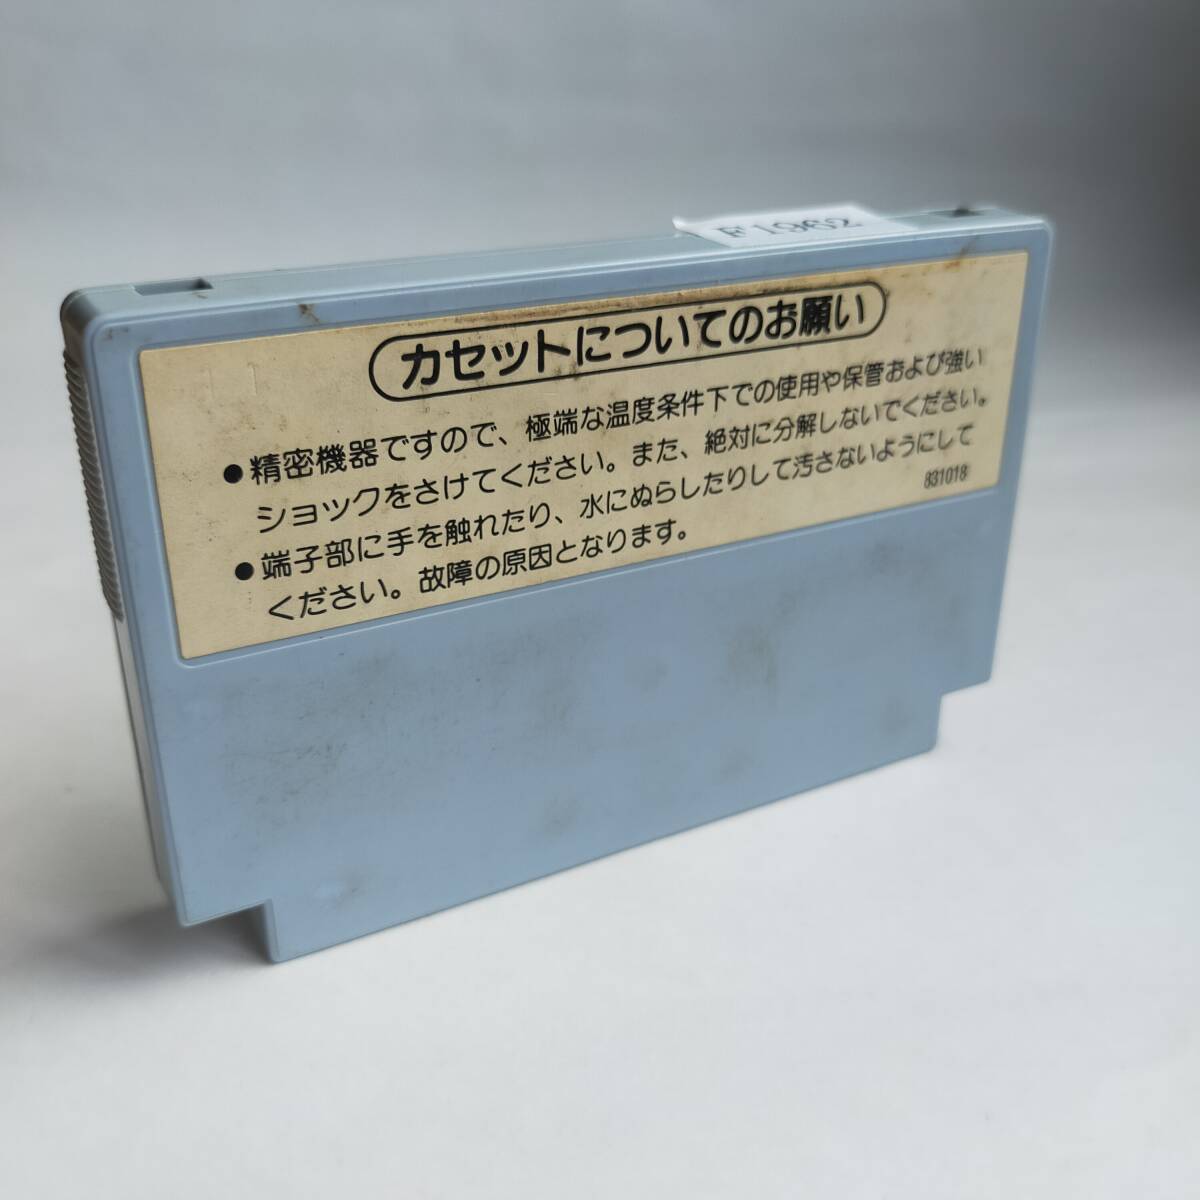 F1962
カセットについてのお願い
●精密機器ですので、極端な温度条件下での使用や保管および強い
ショックをさけてください。また、絶対に分解しないでください。
●端子部に手を触れたり、水にぬらしたりして汚さないようにして
ください。故障の原因となります。
831018